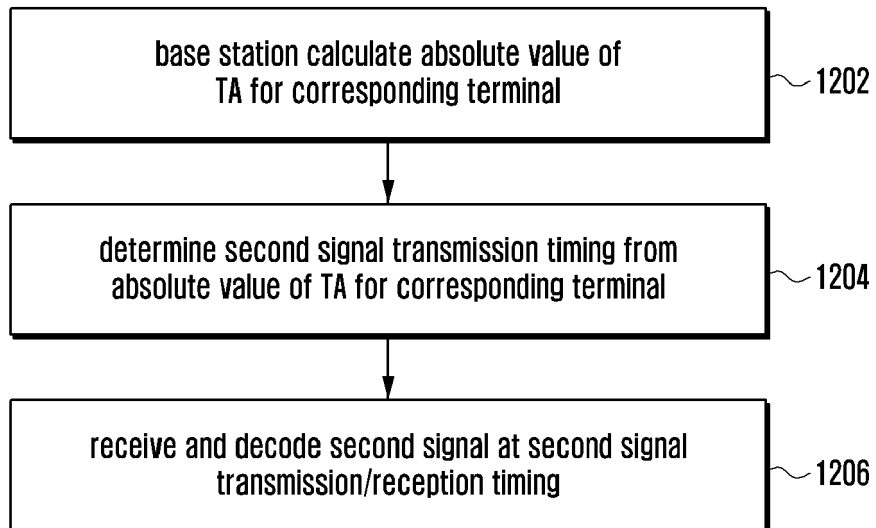 base station calculate absolute value of
TA for corresponding terminal
1202
determine second signal transmission timing from
absolute value of TA for corresponding terminal
1204
receive and decode second signal at second signal
transmission/reception timing
1206